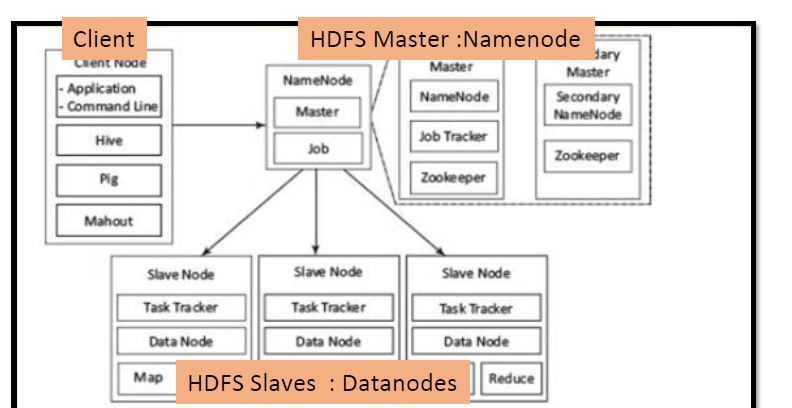 Client
HDFS Master :Namenode
Client Node
- Application
- Command Line
Hive
Pig
Mahout
NameNode
Master
Job
Master
NameNode
Job Tracker
Zookeeper
Master
Secondary
NameNode
Zookeeper
Slave Node
Task Tracker
Data Node
Map
Slave Node
Task Tracker
Data Node
Slave Node
Task Tracker
Data Node
Reduce
HDFS Slaves : Datanodes